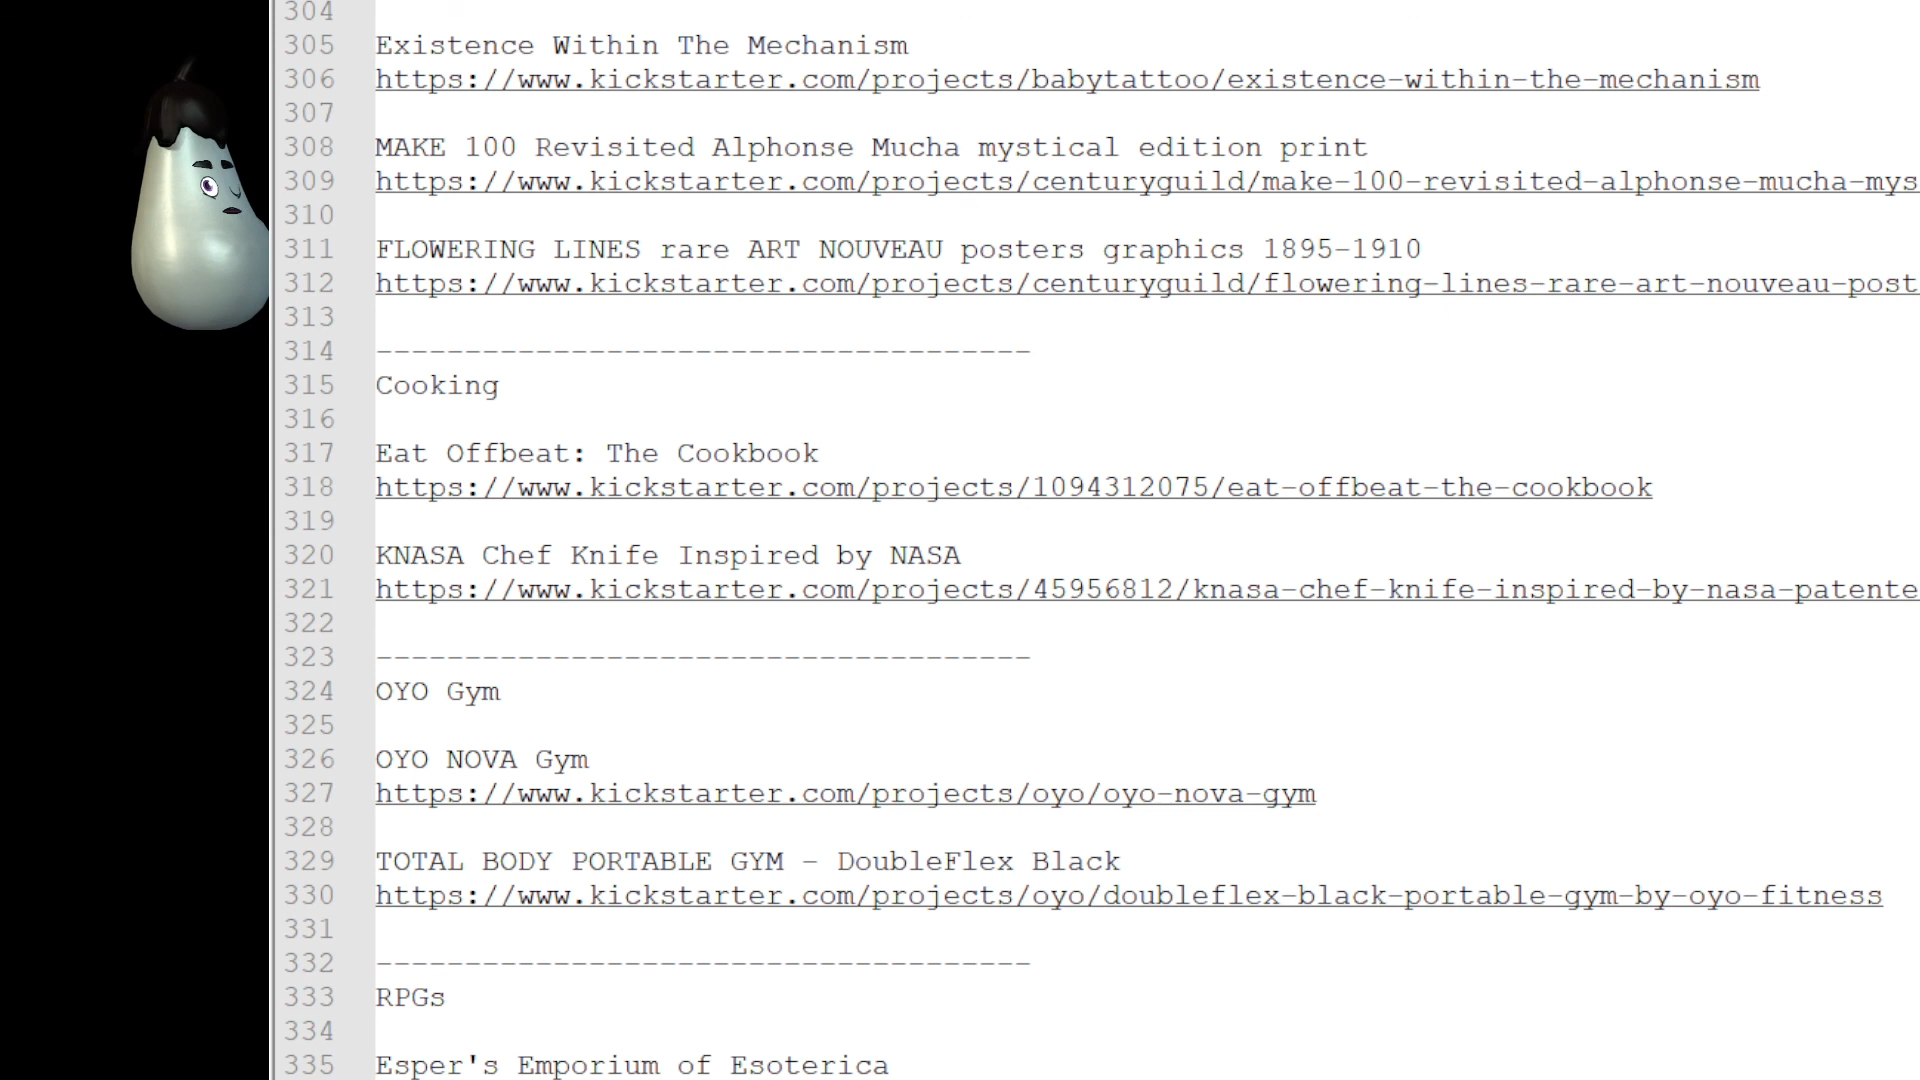 304
305 Existence Within The Mechanism
306 https://www.kickstarter.com/projects/babytattoo/existence-within-the-mechanism
307
308 MAKE 100 Revisited Alphonse Mucha mystical edition print
309 https://www.kickstarter.com/projects/centuryguild/make-100-revisited-alphonse-mucha-mys
310
311 FLOWERING LINES rare ART NOUVEAU posters graphics 1895-1910
312 https://www.kickstarter.com/projects/centuryguild/flowering-lines-rare-art-nouveau-post
313
314 -------------------------------------
315 Cooking
316
317 Eat Offbeat: The Cookbook
318 https://www.kickstarter.com/projects/1094312075/eat-offbeat-the-cookbook
319
320 KNASA Chef Knife Inspired by NASA
321 https://www.kickstarter.com/projects/45956812/knasa-chef-knife-inspired-by-nasa-patente
322
323 -------------------------------------
324 OYO Gym
325
326 OYO NOVA Gym
327 https://www.kickstarter.com/projects/oyo/oyo-nova-gym
328
329 TOTAL BODY PORTABLE GYM - DoubleFlex Black
330 https://www.kickstarter.com/projects/oyo/doubleflex-black-portable-gym-by-oyo-fitness
331
332 -------------------------------------
333 RPGs
334
335 Esper's Emporium of Esoterica